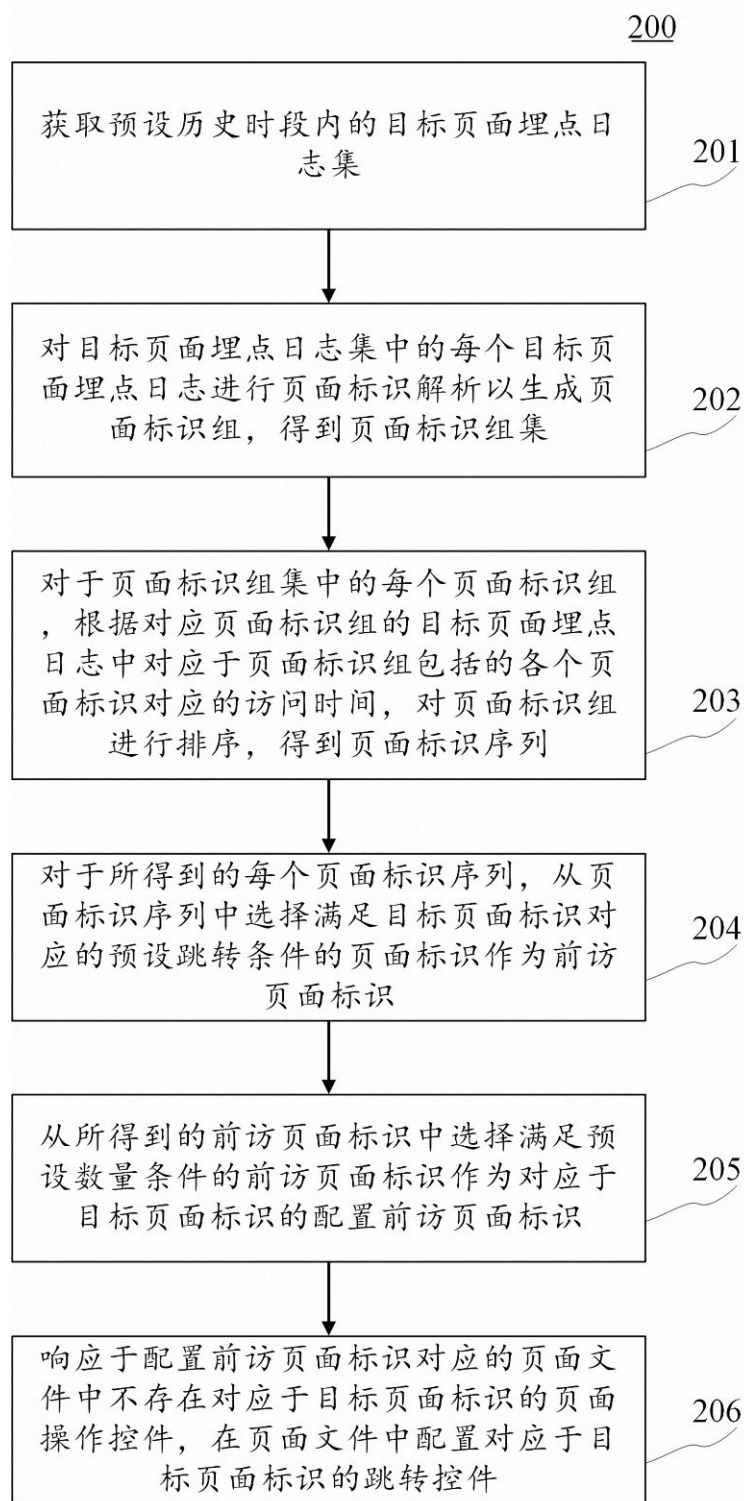 200
获取预设历史时段内的目标页面埋点日
志集
201
对目标页面埋点日志集中的每个目标页
面埋点日志进行页面标识解析以生成页
面标识组，得到页面标识组集
202
对于页面标识组集中的每个页面标识组
，根据对应页面标识组的目标页面埋点
日志中对应于页面标识组包括的各个页
面标识对应的访问时间，对页面标识组
进行排序，得到页面标识序列
203
对于所得到的每个页面标识序列，从页
面标识序列中选择满足目标页面标识对
应的预设跳转条件的页面标识作为前访
页面标识
204
从所得到的前访页面标识中选择满足预
设数量条件的前访页面标识作为对应于
目标页面标识的配置前访页面标识
205
响应于配置前访页面标识对应的页面文
件中不存在对应于目标页面标识的页面
操作控件，在页面文件中配置对应于目
标页面标识的跳转控件
206